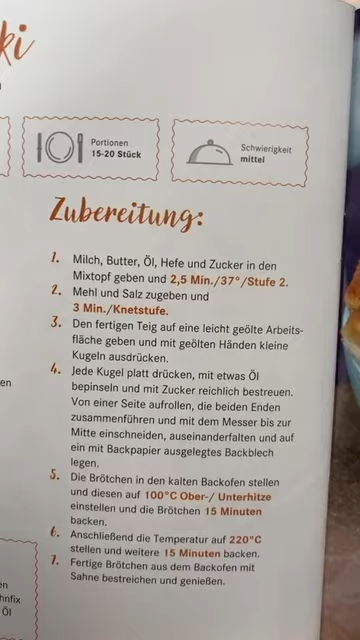 ki
Portionen
15-20 Stück
Schwierigkeit
mittel
Zubereitung:
1. Milch, Butter, Öl, Hefe und Zucker in den
Mixtopf geben und 2,5 Min./37°/Stufe 2.
2. Mehl und Salz zugeben und
3 Min./Knetstufe.
3. Den fertigen Teig auf eine leicht geölte Arbeits-
fläche geben und mit geölten Händen kleine
Kugeln ausdrücken.
4. Jede Kugel platt drücken, mit etwas Öl
bepinseln und mit Zucker reichlich bestreuen.
Von einer Seite aufrollen, die beiden Enden
zusammenführen und mit dem Messer bis zur
Mitte einschneiden, auseinanderfalten und auf
ein mit Backpapier ausgelegtes Backblech
legen.
en
5. Die Brötchen in den kalten Backofen stellen
und diesen auf 100°C Ober-/ Unterhitze
einstellen und die Brötchen 15 Minuten
backen.
6. Anschließend die Temperatur auf 220°C
stellen und weitere 15 Minuten backen.
7. Fertige Brötchen aus dem Backofen mit
Sahne bestreichen und genießen.
en
hnfix
Öl